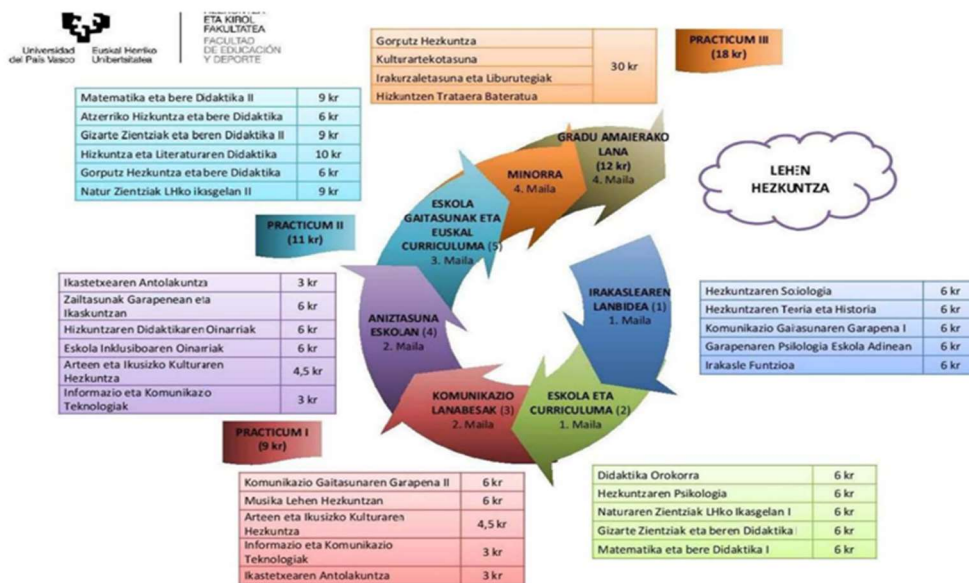 ETA KIROL
FAKULTATEA
FACULTAD
DE EDUCACIÓN
Y DEPORTE
Universidad
del País Vasco
Euskal Herriko
Unibertsitatea
Gorputz Hezkuntza
Kulturartekotasuna
Irakurzaletasuna eta Liburutegiak
Hizkuntzen Trataera Bateratua
30 kr
PRACTICUM III
(18 kr)
Matematika eta bere Didaktika II 9 kr
Atzerriko Hizkuntza eta bere Didaktika 6 kr
Gizarte Zientziak eta beren Didaktika II 9 kr
Hizkuntza eta Literaturaren Didaktika 10 kr
Gorputz Hezkuntza eta bere Didaktika 6 kr
Natur Zientziak LHko ikasgelan II 9 kr
GRADU AMAIERAKO
LANA
(12 kr)
4. Maila
MINORRA
4. Maila
LEHEN
HEZKUNTZA
ESKOLA
GAITASUNAK ETA
EUSKAL
CURRICULUMA (5)
3. Maila
PRACTICUM II
(11 kr)
Ikastetxearen Antolakuntza 3 kr
Zailtasunak Garapenean eta
Ikaskuntzan 6 kr
Hizkuntzaren Didaktikaren Oinarriak 6 kr
Eskola Inklusiboaren Oinarriak 6 kr
Arteen eta Ikusizko Kulturaren
Hezkuntza 4,5 kr
Informazio eta Komunikazo
Teknologiak 3 kr
ANIZTASUNA
ESKOLAN (4)
2. Maila
IRAKASLEAREN
LANBIDEA (1)
1. Maila
Hezkuntzaren Soziologia 6 kr
Hezkuntzaren Teoria eta Historia 6 kr
Komunikazio Gaitasunaren Garapena I 6 kr
Garapenaren Psilologia Eskola Adinean 6 kr
Irakasle Funtzioa 6 kr
KOMUNIKAZIO
LANABESAK (3)
2. Maila
ESKOLA ETA
CURRICULUMA (2)
1. Maila
PRACTICUM I
(9 kr)
Komunikazio Gaitasunaren Garapena II 6 kr
Musika Lehen Hezkuntzan 6 kr
Arteen eta Ikusizko Kulturaren
Hezkuntza 4,5 kr
Informazio eta Komunikazio
Teknologiak 3 kr
Ikastetxearen Antolakuntza 3 kr
Didaktika Orokorra 6 kr
Hezkuntzaren Psikologia 6 kr
Naturaren Zientziak LHko Ikasgelan I 6 kr
Gizarte Zientziak eta beren Didaktika I 6 kr
Matematika eta bere Didaktika I 6 kr